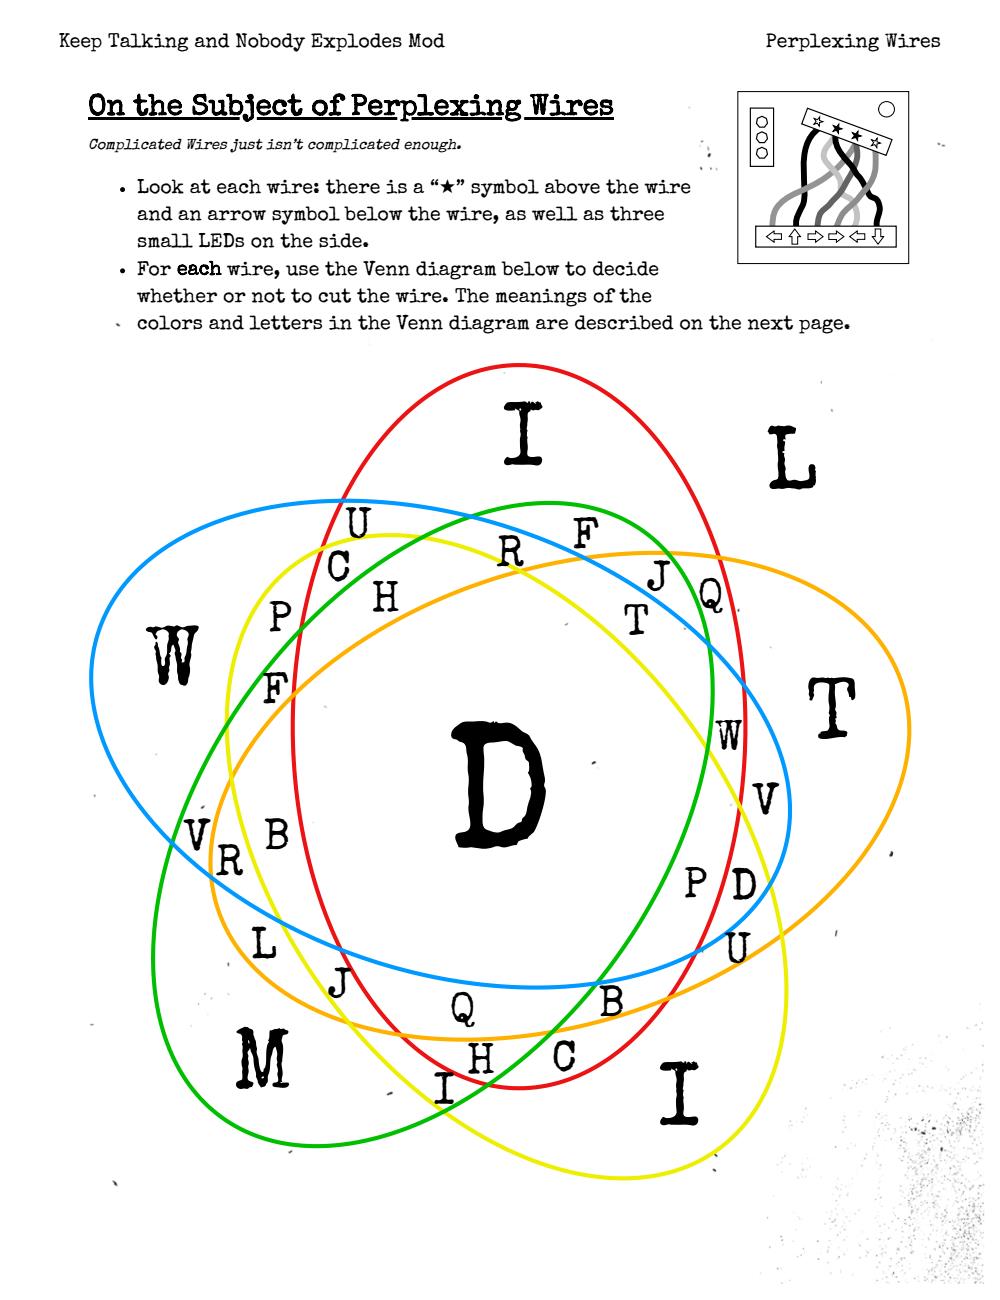 Keep Talking and Nobody Explodes Mod
Perplexing Wires
On the Subject of Perplexing Wires
Complicated Wires just isn't complicated enough.
• Look at each wire: there is a “★” symbol above the wire
and an arrow symbol below the wire, as well as three
small LEDs on the side.
• For each wire, use the Venn diagram below to decide
whether or not to cut the wire. The meanings of the
colors and letters in the Venn diagram are described on the next page.
I
L
U
F
R
C
J
Q
H
P
T
F
W
T
W
D
V
V
B
R
P
D
L
U
J
Q
B
M
H
C
I
I